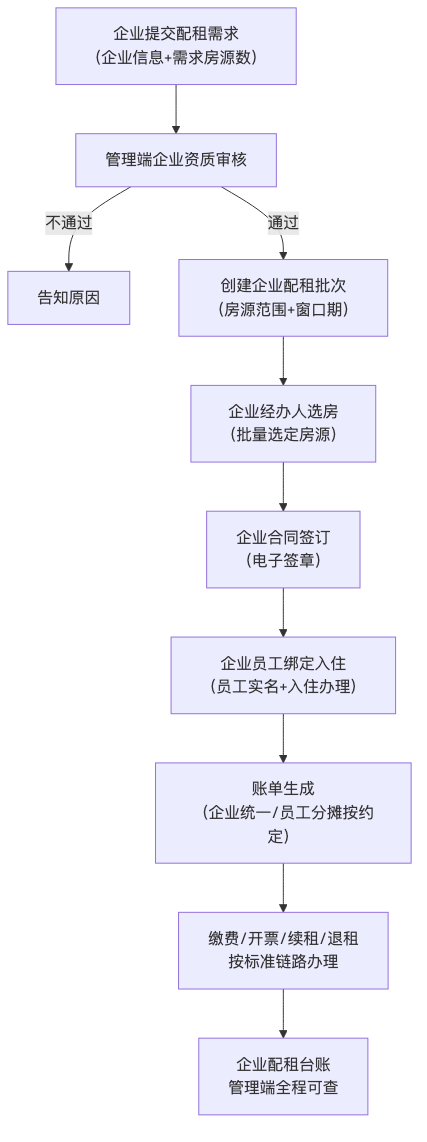 企业提交配租需求
（企业信息+需求房源数）
管理端企业资质审核
不通过
通过
告知原因
创建企业配租批次
（房源范围+窗口期）
企业经办人选房
（批量选定房源）
企业合同签订
（电子签章）
企业员工绑定入住
（员工实名+入住办理）
账单生成
（企业统一/员工分摊按约
定）
缴费/开票/续租/退租
按标准链路办理
企业配租台账
管理端全程可查